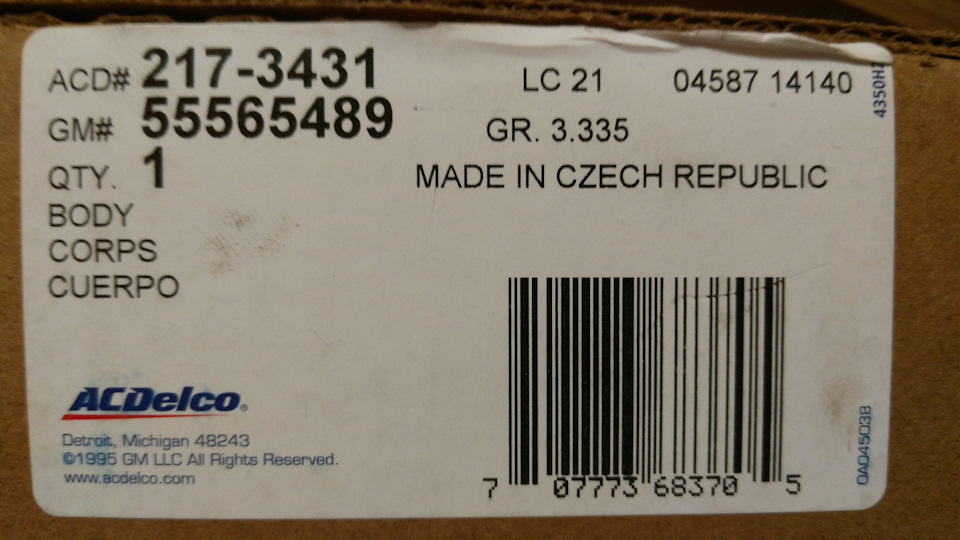 ACD# 217-3431 LC 21 04587 14140
GM# 55565489 GR. 3.335
QTY. 1 MADE IN CZECH REPUBLIC
BODY
CORPS
CUERPO
ACDelco®
Detroit, Michigan 48243
©1995 GM LLC All Rights Reserved.
www.acdelco.com
7 07773 68370 5
0AD45038